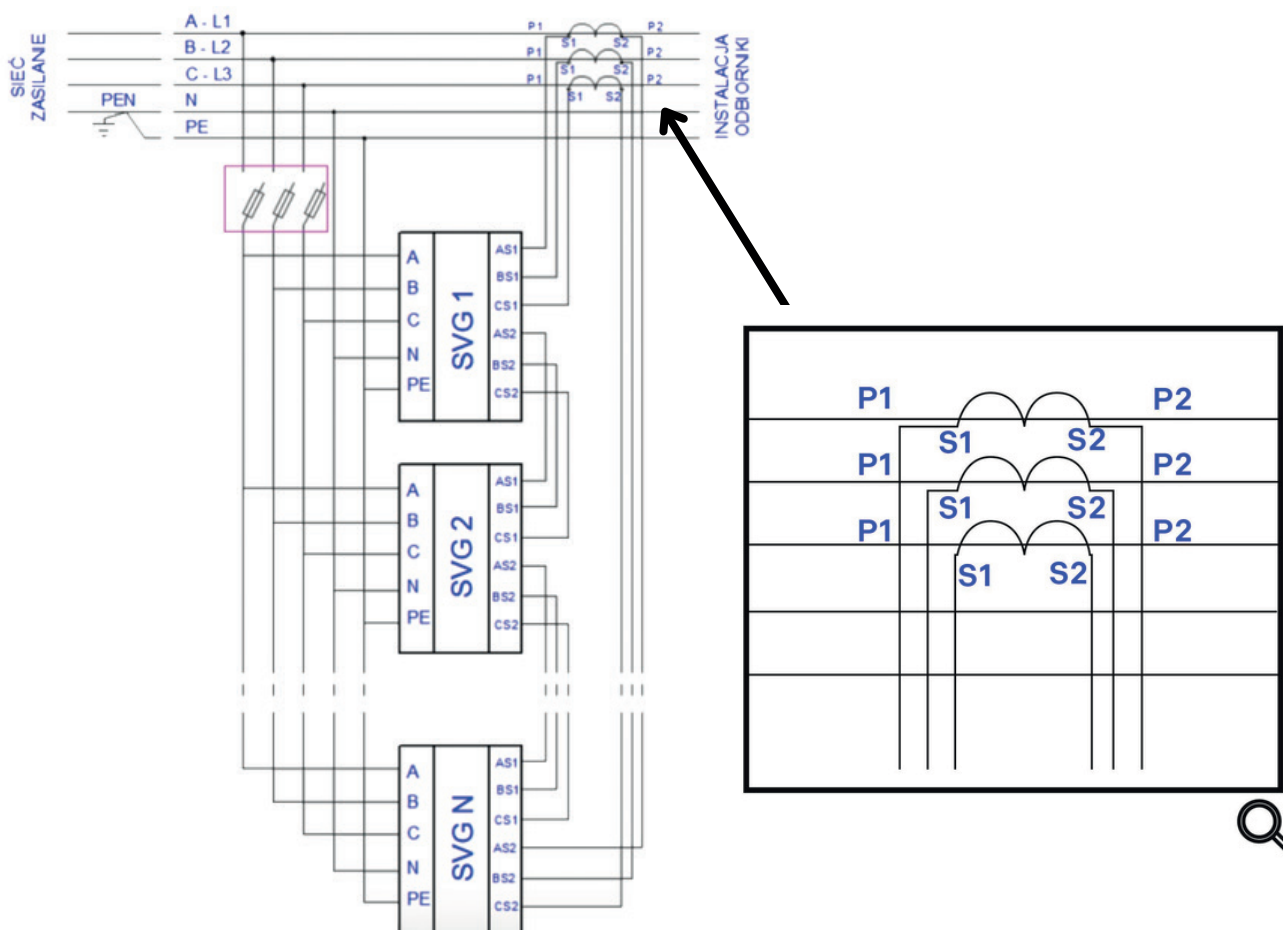 SIEĆ
ZASILANE
A - L1
B - L2
C - L3
PEN
N
PE
P1
S1
S2
P2
P1
S1
S2
P2
P1
S1
S2
P2
INSTALACJA
ODBIORNIKI
A
B
C
N
PE
SVG 1
AS1
BS1
CS1
AS2
BS2
CS2
A
B
C
N
PE
SVG 2
AS1
BS1
CS1
AS2
BS2
CS2
A
B
C
N
PE
SVG N
AS1
BS1
CS1
AS2
BS2
CS2
P1
P2
S1
S2
P1
P2
S1
S2
P1
P2
S1
S2